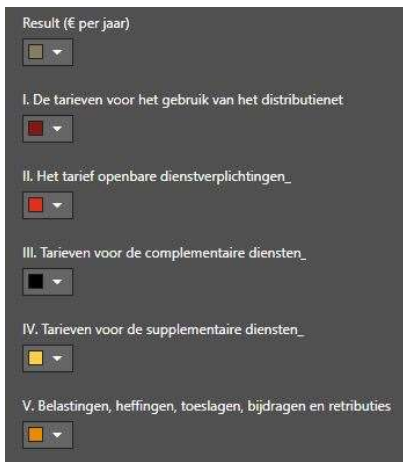 Result (€ per jaar)
I. De tarieven voor het gebruik van het distributienet
II. Het tarief openbare dienstverplichtingen_
III. Tarieven voor de complementaire diensten_
IV. Tarieven voor de supplementaire diensten_
V. Belastingen, heffingen, toeslagen, bijdragen en retributies